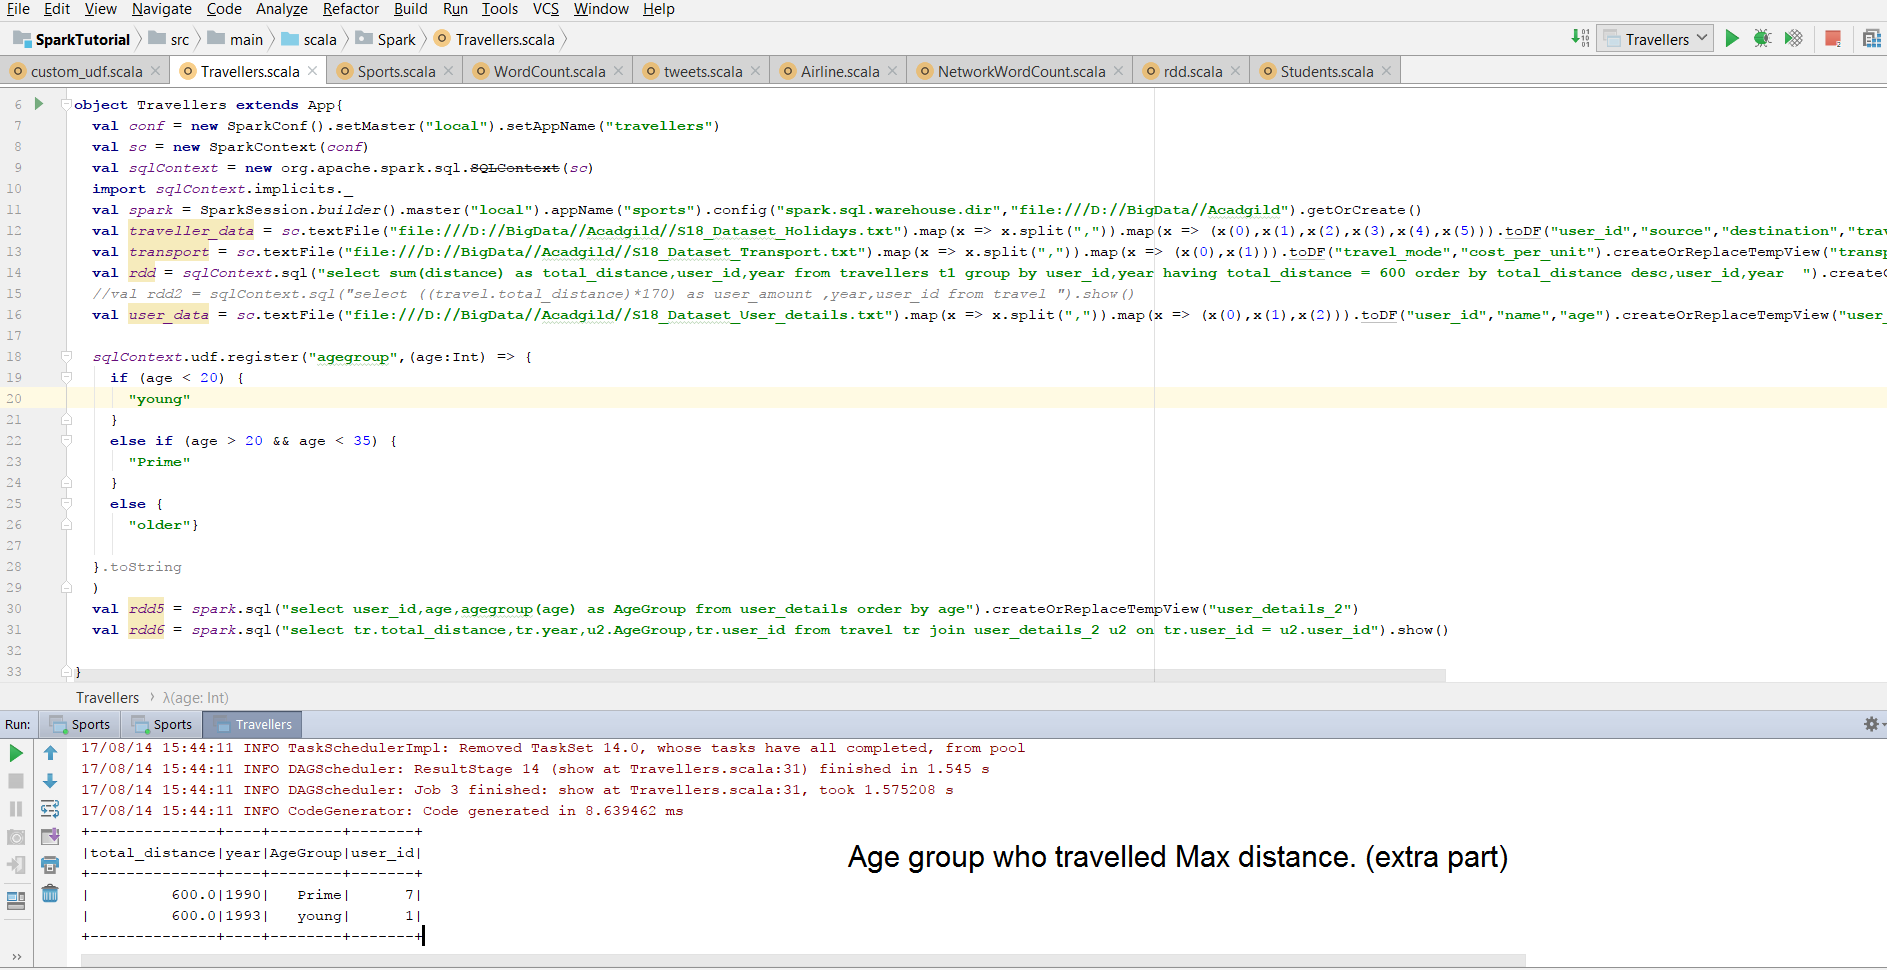 File Edit View Navigate Code Analyze Refactor Build Run Tools VCS Window Help
SparkTutorial src main scala Spark Travellers.scala Travellers
custom_udf.scala Travellers.scala Sports.scala WordCount.scala tweets.scala Airline.scala NetworkWordCount.scala rdd.scala Students.scala
6 object Travellers extends App{
7 val conf = new SparkConf().setMaster("local").setAppName("travellers")
8 val sc = new SparkContext(conf)
9 val sqlContext = new org.apache.spark.sql.SQLContext(sc)
10 import sqlContext.implicits._
11 val spark = SparkSession.builder().master("local").appName("sports").config("spark.sql.warehouse.dir","file:///D://BigData//Acadgild").getOrCreate()
12 val traveller_data = sc.textFile("file:///D://BigData//Acadgild//S18_Dataset_Holidays.txt").map(x => x.split(",")).map(x => (x(0),x(1),x(2),x(3),x(4),x(5))).toDF("user_id","source","destination","trav
13 val transport = sc.textFile("file:///D://BigData//Acadgild//S18_Dataset_Transport.txt").map(x => x.split(",")).map(x => (x(0),x(1))).toDF("travel_mode","cost_per_unit").createOrReplaceTempView("transp
14 val rdd = sqlContext.sql("select sum(distance) as total_distance,user_id,year from travellers t1 group by user_id,year having total_distance = 600 order by total_distance desc,user_id,year  ").create
15 //val rdd2 = sqlContext.sql("select ((travel.total_distance)*170) as user_amount ,year,user_id from travel ").show()
16 val user_data = sc.textFile("file:///D://BigData//Acadgild//S18_Dataset_User_details.txt").map(x => x.split(",")).map(x => (x(0),x(1),x(2))).toDF("user_id","name","age").createOrReplaceTempView("user_
17
18 sqlContext.udf.register("agegroup",(age:Int) => {
19 if (age < 20) {
20 "young"
21 }
22 else if (age > 20 && age < 35) {
23 "Prime"
24 }
25 else {
26 "older"}
27
28 }.toString
29 )
30 val rdd5 = spark.sql("select user_id,age,agegroup(age) as AgeGroup from user_details order by age").createOrReplaceTempView("user_details_2")
31 val rdd6 = spark.sql("select tr.total_distance,tr.year,u2.AgeGroup,tr.user_id from travel tr join user_details_2 u2 on tr.user_id = u2.user_id").show()
32
33 }
Travellers › λ(age: Int)
Run: Sports Sports Travellers
17/08/14 15:44:11 INFO TaskSchedulerImpl: Removed TaskSet 14.0, whose tasks have all completed, from pool
17/08/14 15:44:11 INFO DAGScheduler: ResultStage 14 (show at Travellers.scala:31) finished in 1.545 s
17/08/14 15:44:11 INFO DAGScheduler: Job 3 finished: show at Travellers.scala:31, took 1.575208 s
17/08/14 15:44:11 INFO CodeGenerator: Code generated in 8.639462 ms
+--------------+----+--------+-------+
|total_distance|year|AgeGroup|user_id|
+--------------+----+--------+-------+
|         600.0|1990|   Prime|      7|
|         600.0|1993|   young|      1|
+--------------+----+--------+-------+
Age group who travelled Max distance. (extra part)